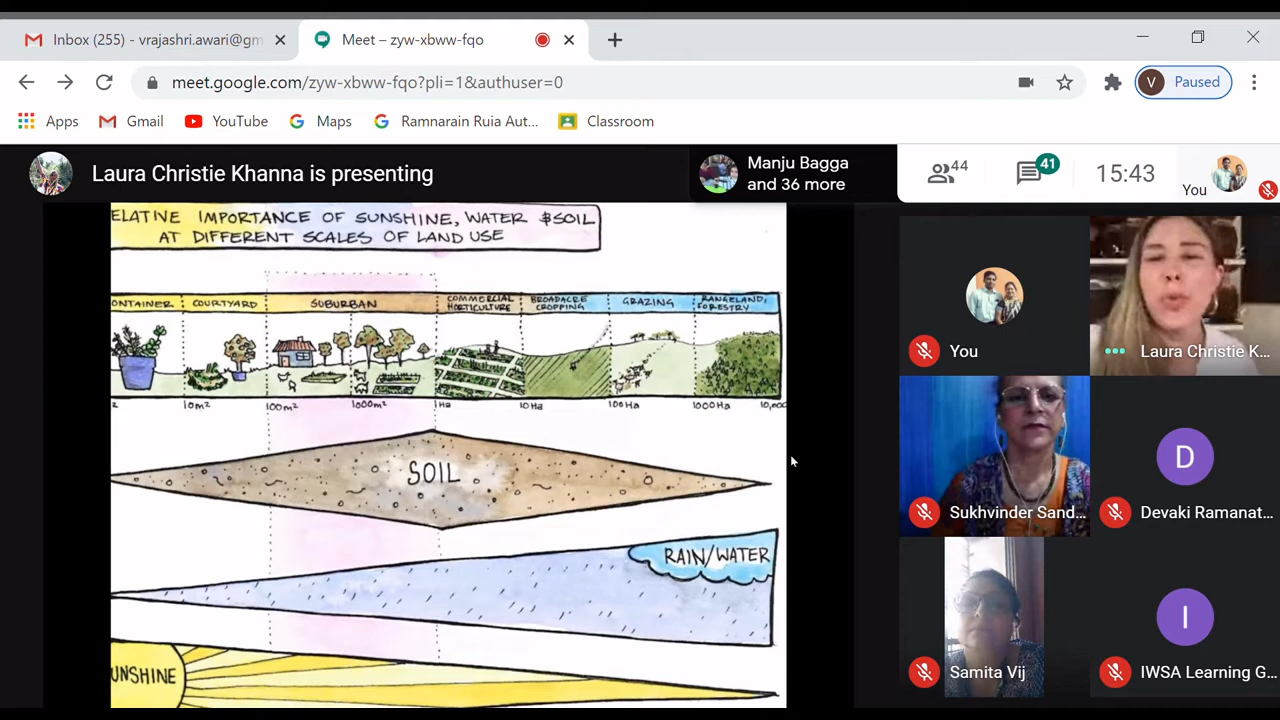 Inbox (255) - vrajashri.awari@gm
Meet – zyw-xbww-fqo
meet.google.com/zyw-xbww-fqo?pli=1&authuser=0
V Paused
Apps
Gmail
YouTube
Maps
Ramnarain Ruia Aut...
Classroom
Laura Christie Khanna is presenting
Manju Bagga
and 36 more
44
41
15:43
You
ELATIVE IMPORTANCE OF SUNSHINE, WATER $SOIL
AT DIFFERENT SCALES OF LAND USE
ONTAINER
COURTYARD
SUBURBAN
COMMERCIAL
HORTICULTURE
BROADACRE
CROPPING
GRAZING
RANGELAND,
FORESTRY
10m²
100m²
1000m²
1Ha
10Ha
100Ha
1000Ha
10,000
SOIL
RAIN/WATER
UNSHINE
You
Laura Christie K...
Sukhvinder Sand...
D
Devaki Ramanat...
Samita Vij
I
IWSA Learning G...